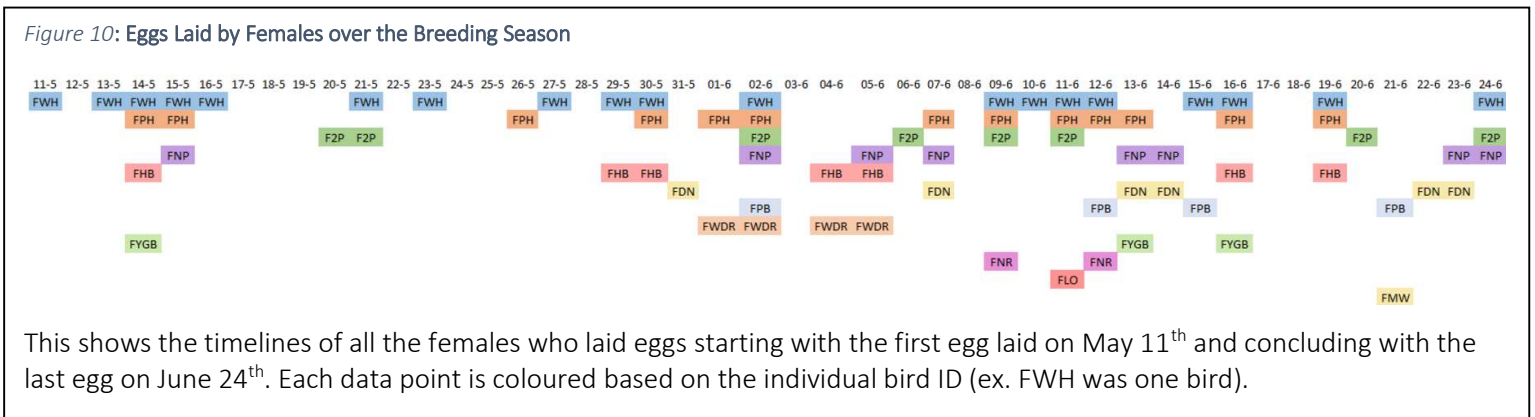 Figure 10: Eggs Laid by Females over the Breeding Season
11-5 12-5 13-5 14-5 15-5 16-5 17-5 18-5 19-5 20-5 21-5 22-5 23-5 24-5 25-5 26-5 27-5 28-5 29-5 30-5 31-5 01-6 02-6 03-6 04-6 05-6 06-6 07-6 08-6 09-6 10-6 11-6 12-6 13-6 14-6 15-6 16-6 17-6 18-6 19-6 20-6 21-6 22-6 23-6 24-6
FWH FWH FWH FWH FWH FWH FWH FWH FWH FWH FWH FWH FWH FWH FWH FWH FWH FWH FWH
FPH FPH FPH FPH FPH FPH FPH FPH FPH FPH FPH FPH FPH
F2P F2P F2P F2P F2P F2P F2P F2P
FNP FNP FNP FNP FNP FNP FNP FNP
FHB FHB FHB FHB FHB FHB FHB
FDN FDN FDN FDN FDN FDN
FPB FPB FPB FPB
FWDR FWDR FWDR FWDR
FYGB FYGB FYGB
FNR FNR
FLO
FMW
This shows the timelines of all the females who laid eggs starting with the first egg laid on May 11th and concluding with the
last egg on June 24th. Each data point is coloured based on the individual bird ID (ex. FWH was one bird).